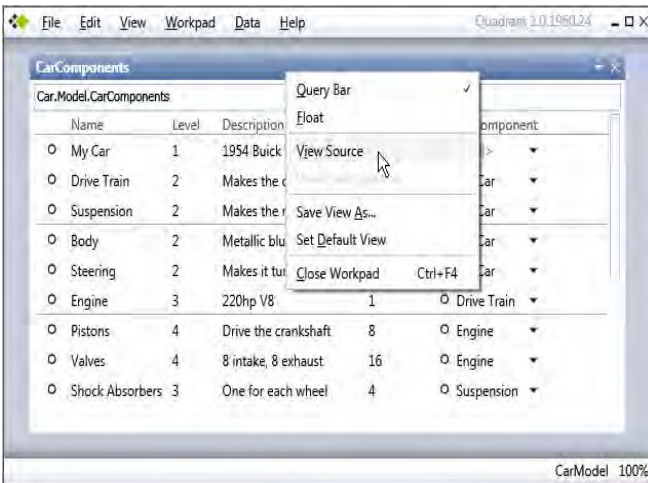 File Edit View Workpad Data Help Quadrant 1.0.1960.24
CarComponents
Car.Model.CarComponents
Name Level Description omponent
My Car 1 1954 Buick
Drive Train 2 Makes the Car
Suspension 2 Makes the Car
Body 2 Metallic blu Car
Steering 2 Makes it tur Car
Engine 3 220hp V8 1 Drive Train
Pistons 4 Drive the crankshaft 8 Engine
Valves 4 8 intake, 8 exhaust 16 Engine
Shock Absorbers 3 One for each wheel 4 Suspension
Query Bar
Float
View Source
Save View As...
Set Default View
Close Workpad Ctrl+F4
CarModel 100%